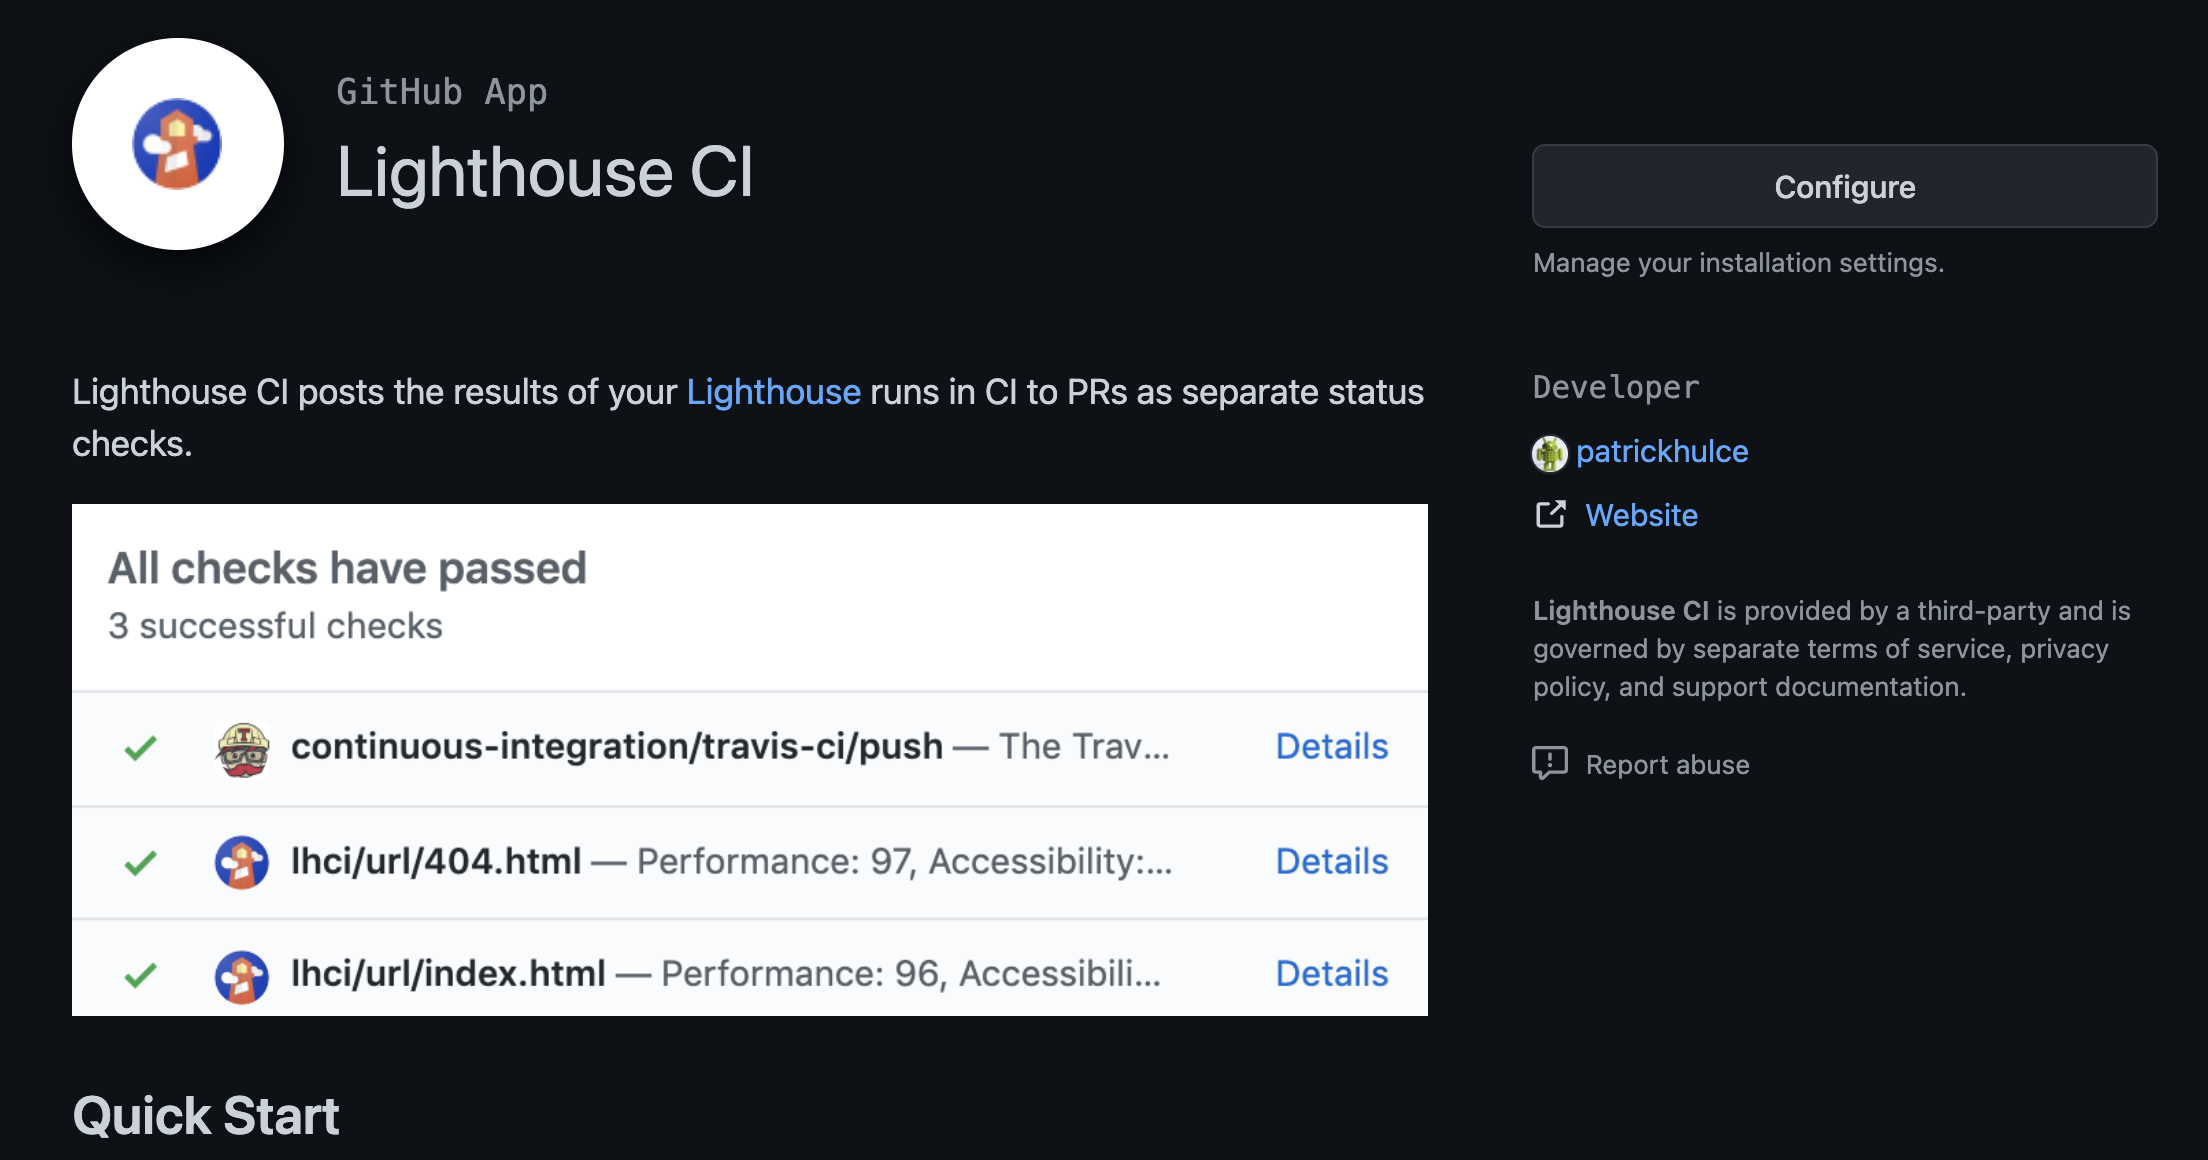 GitHub App
Lighthouse CI
Configure
Manage your installation settings.
Lighthouse CI posts the results of your Lighthouse runs in CI to PRs as separate status
checks.
All checks have passed
3 successful checks
continuous-integration/travis-ci/push — The Trav...
Details
lhci/url/404.html — Performance: 97, Accessibility:...
Details
lhci/url/index.html — Performance: 96, Accessibili...
Details
Quick Start
Developer
patrickhulce
Website
Lighthouse CI is provided by a third-party and is
governed by separate terms of service, privacy
policy, and support documentation.
Report abuse